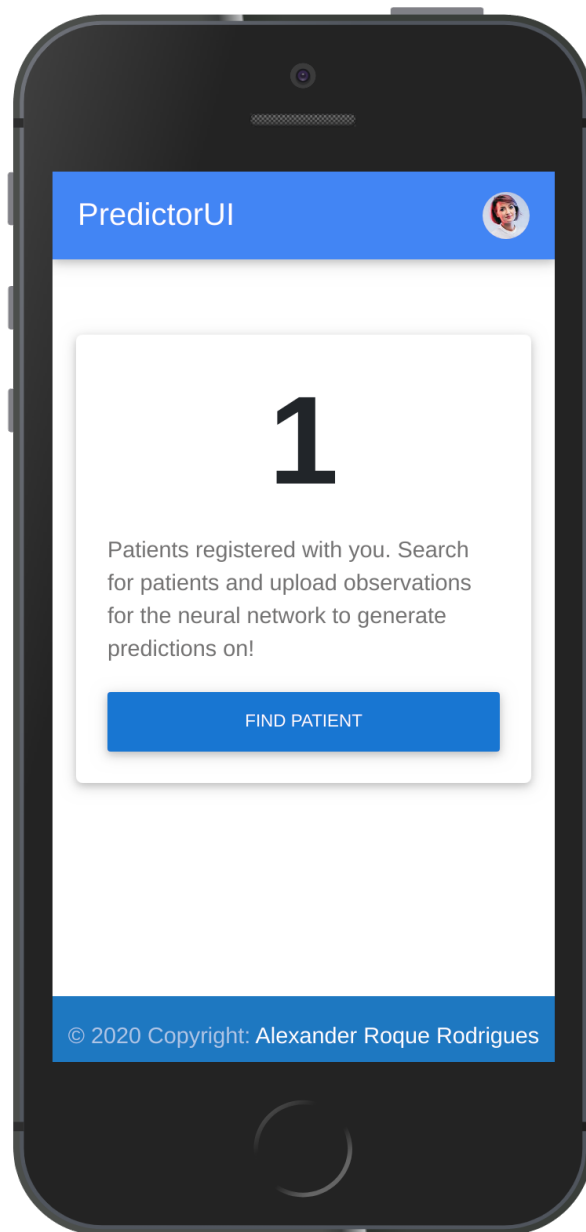 PredictorUI
1
Patients registered with you. Search
for patients and upload observations
for the neural network to generate
predictions on!
FIND PATIENT
© 2020 Copyright: Alexander Roque Rodrigues